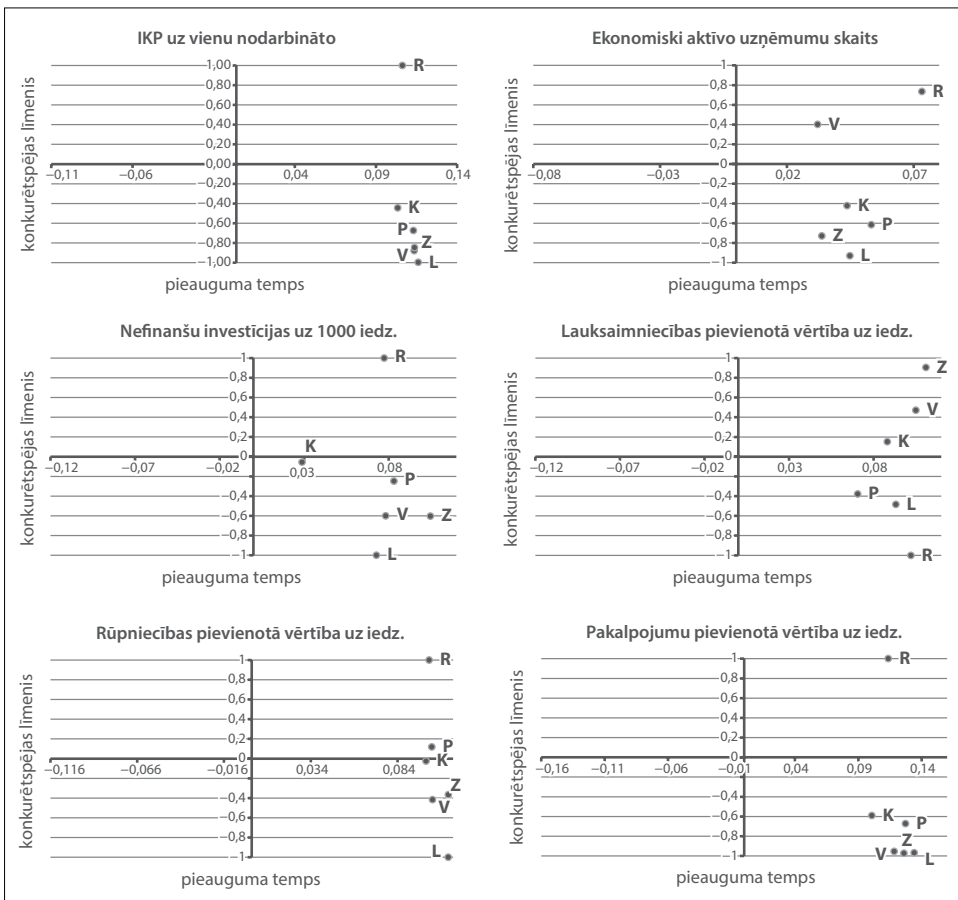 IKP uz vienu nodarbināto
konkurētspējas līmenis
1,00
0,80
0,60
0,40
0,20
0,00
−0,20
−0,40
−0,60
−0,80
−1,00
−0,11 −0,06 0,04 0,09 0,14
R
K
P
Z
V
L
pieauguma temps
Ekonomiski aktīvo uzņēmumu skaits
konkurētspējas līmenis
1
0,8
0,6
0,4
0,2
0
−0,2
−0,4
−0,6
−0,8
−1
−0,08 −0,03 0,02 0,07
R
V
K
P
Z
L
pieauguma temps
Nefinanšu investīcijas uz 1000 iedz.
konkurētspējas līmenis
1
0,8
0,6
0,4
0,2
0
−0,4
−0,6
−0,8
−1
−0,12 −0,07 −0,02 0,03 0,08
R
K
P
V
Z
L
pieauguma temps
Lauksaimniecības pievienotā vērtība uz iedz.
konkurētspējas līmenis
1
0,8
0,6
0,4
0,2
0
−0,4
−0,6
−0,8
−1
−0,12 −0,07 −0,02 0,03 0,08
Z
V
K
P
L
R
pieauguma temps
Rūpniecības pievienotā vērtība uz iedz.
konkurētspējas līmenis
1
0,8
0,6
0,4
0,2
0
−0,4
−0,6
−0,8
−1
−0,116 −0,066 −0,016 0,034 0,084
R
P
K
Z
V
L
pieauguma temps
Pakalpojumu pievienotā vērtība uz iedz.
konkurētspējas līmenis
1
0,8
0,6
0,4
0,2
0
−0,4
−0,6
−0,8
−1
−0,16 −0,11 −0,06 −0,01 0,04 0,09 0,14
R
K
P
Z
V
L
pieauguma temps